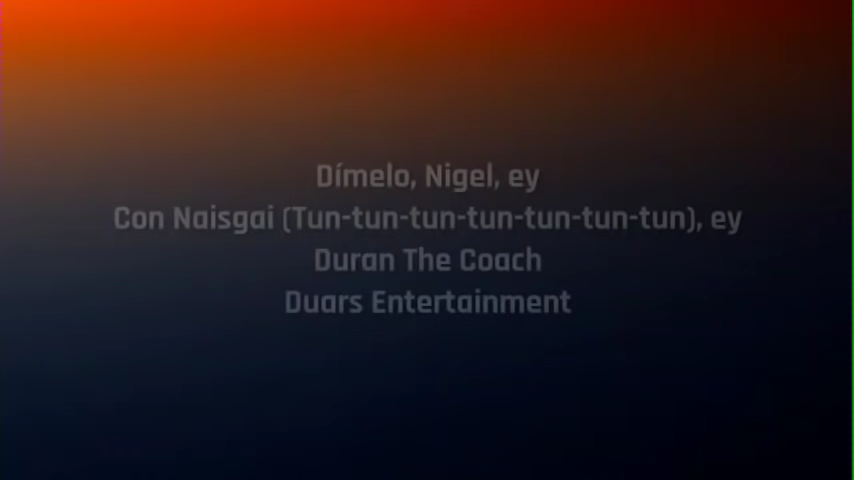 Dímelo, Nigel, ey
Con Naisgai (Tun-tun-tun-tun-tun-tun-tun), ey
Duran The Coach
Duars Entertainment